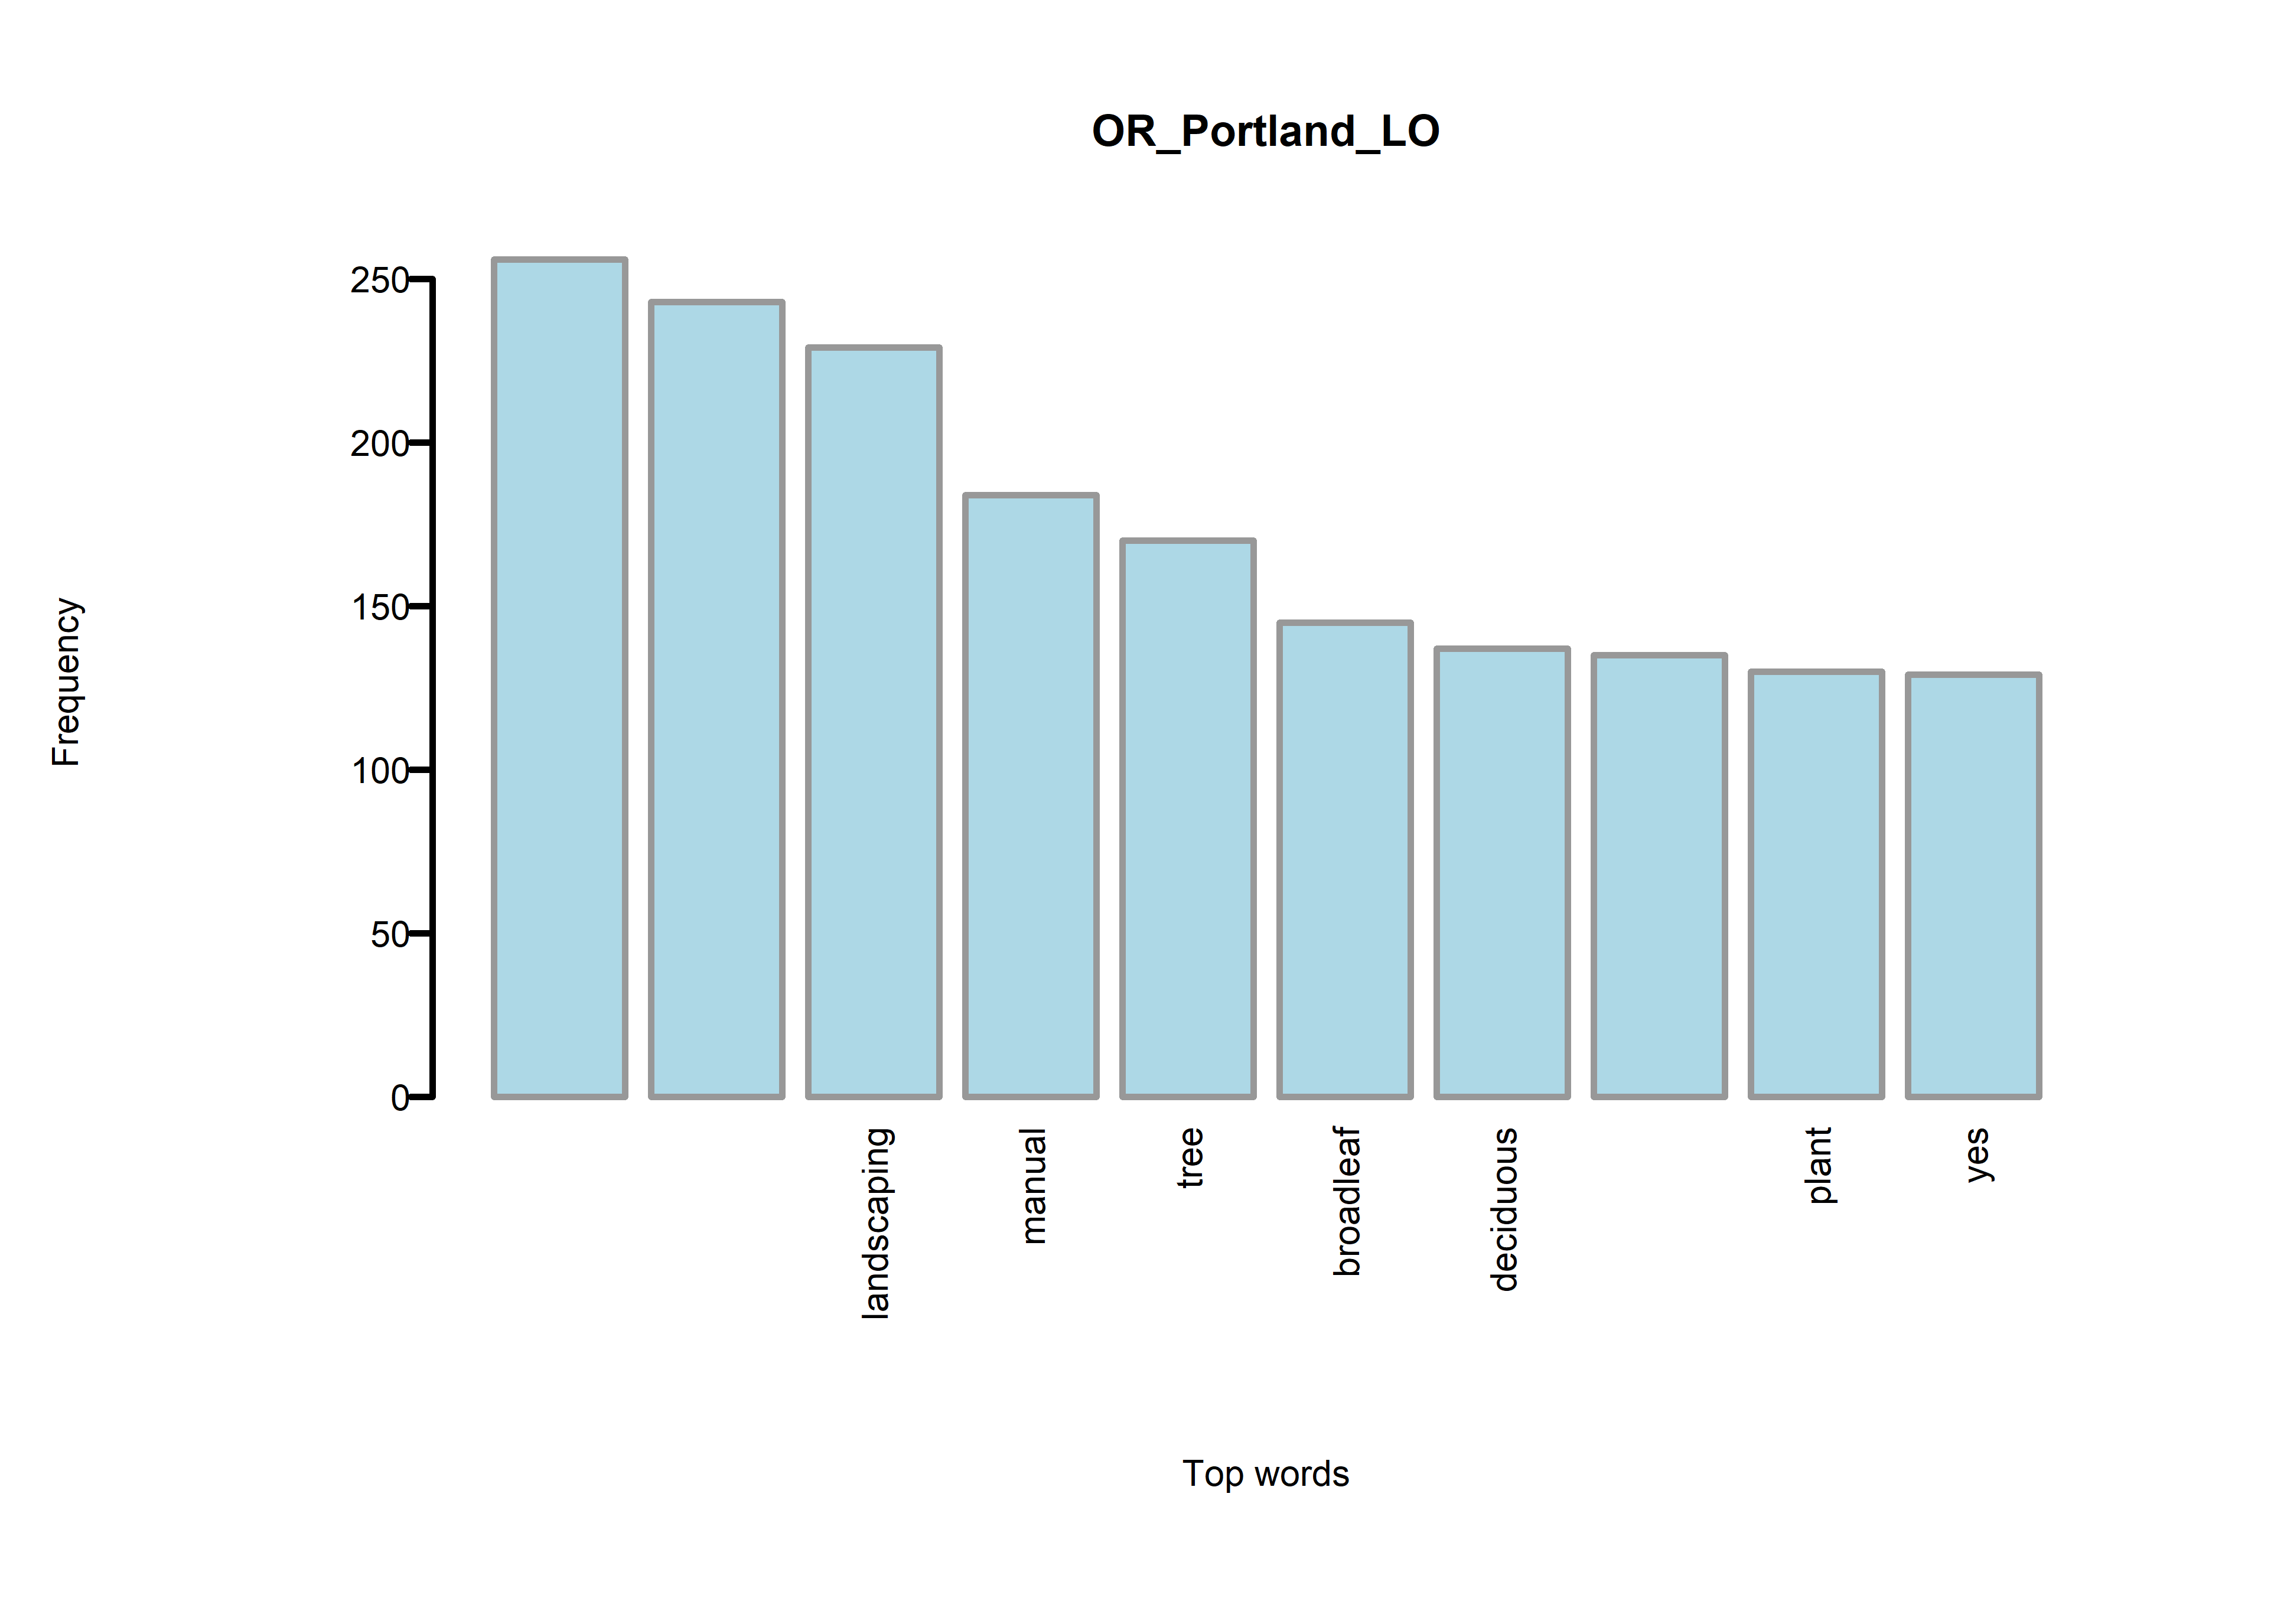 OR_Portland_LO
Frequency
250
200
150
100
50
0
landscaping
manual
tree
broadleaf
deciduous
plant
yes
Top words